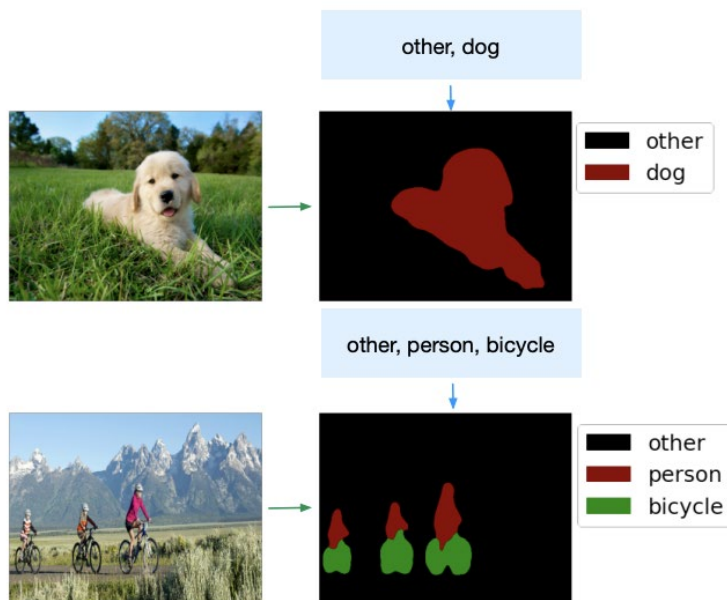 other, dog
other
dog
other, person, bicycle
other
person
bicycle